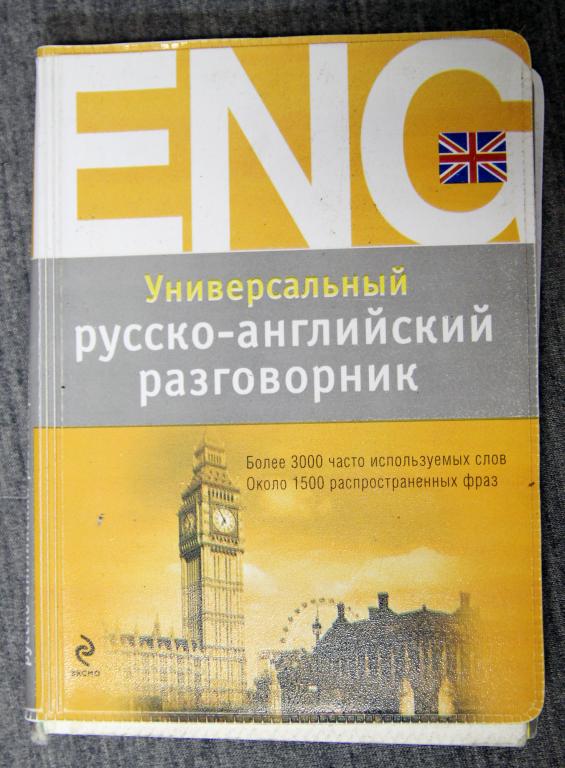 ENG
Универсальный
русско-английский
разговорник
Более 3000 часто используемых слов
Около 1500 распространенных фраз
эксмо